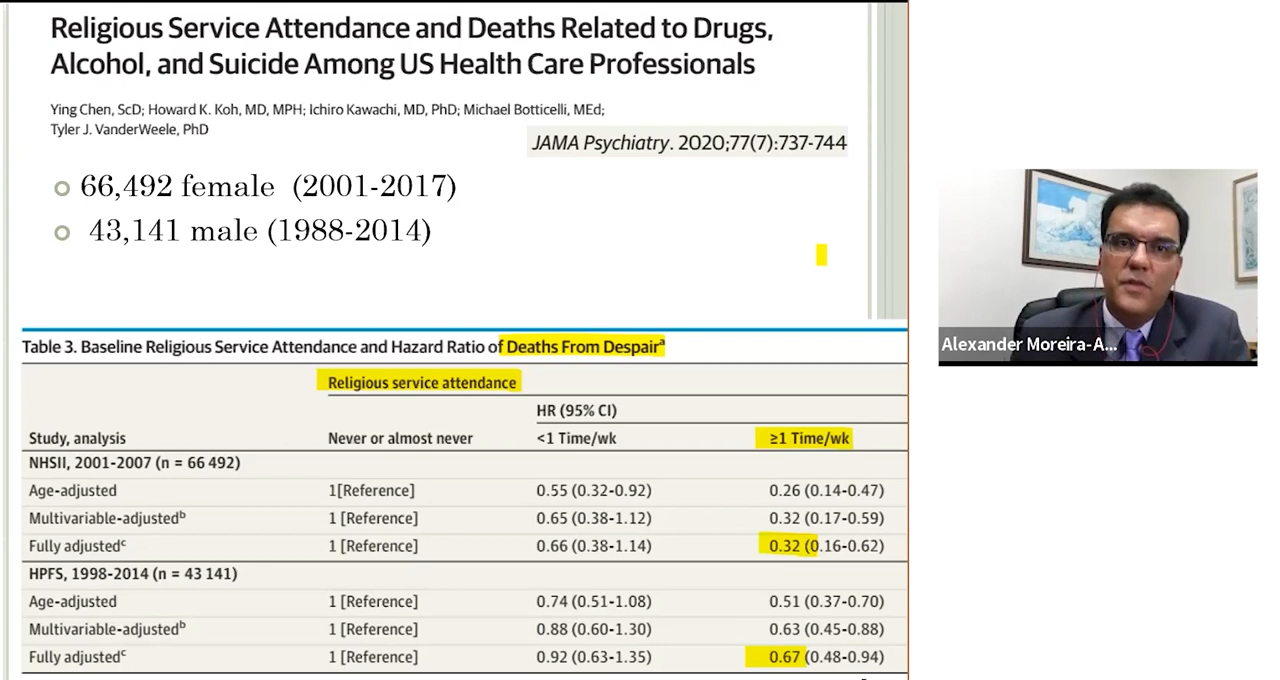 Religious Service Attendance and Deaths Related to Drugs,
Alcohol, and Suicide Among US Health Care Professionals
Ying Chen, ScD; Howard K. Koh, MD, MPH; Ichiro Kawachi, MD, PhD; Michael Botticelli, MEd;
Tyler J. VanderWeele, PhD
JAMA Psychiatry. 2020;77(7):737-744
66,492 female (2001-2017)
43,141 male (1988-2014)
Table 3. Baseline Religious Service Attendance and Hazard Ratio of Deaths From Despairᵃ
Religious service attendance
HR (95% CI)
Study, analysis Never or almost never <1 Time/wk ≥1 Time/wk
NHSII, 2001-2007 (n = 66 492)
Age-adjusted 1[Reference] 0.55 (0.32-0.92) 0.26 (0.14-0.47)
Multivariable-adjustedᵇ 1 [Reference] 0.65 (0.38-1.12) 0.32 (0.17-0.59)
Fully adjustedᶜ 1 [Reference] 0.66 (0.38-1.14) 0.32 (0.16-0.62)
HPFS, 1998-2014 (n = 43 141)
Age-adjusted 1 [Reference] 0.74 (0.51-1.08) 0.51 (0.37-0.70)
Multivariable-adjustedᵇ 1 [Reference] 0.88 (0.60-1.30) 0.63 (0.45-0.88)
Fully adjustedᶜ 1 [Reference] 0.92 (0.63-1.35) 0.67 (0.48-0.94)
Alexander Moreira-A...